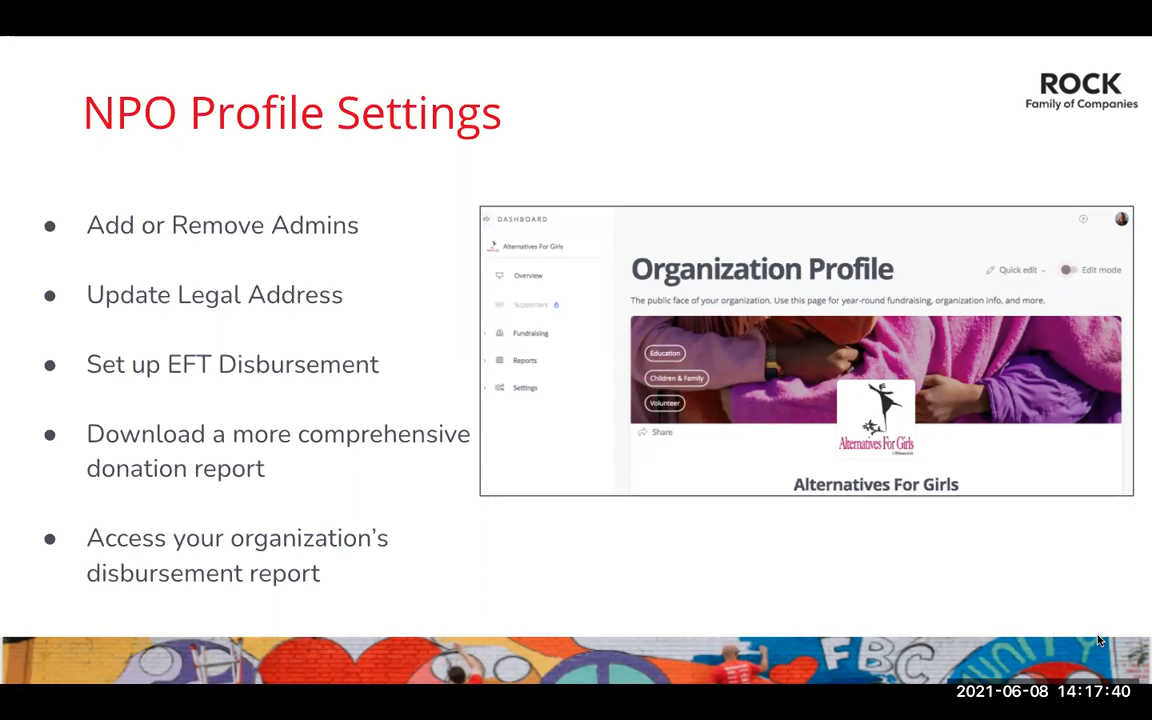 NPO Profile Settings
ROCK
Family of Companies
● Add or Remove Admins
● Update Legal Address
● Set up EFT Disbursement
● Download a more comprehensive
donation report
● Access your organization’s
disbursement report
DASHBOARD
Alternatives For Girls
Overview
Supporters
Fundraising
Reports
Settings
Organization Profile
Quick edit
Edit mode
The public face of your organization. Use this page for year-round fundraising, organization info, and more.
Education
Children & Family
Volunteer
Share
Alternatives For Girls
Alternatives For Girls
FBC
UNITY
2021-06-08 14:17:40